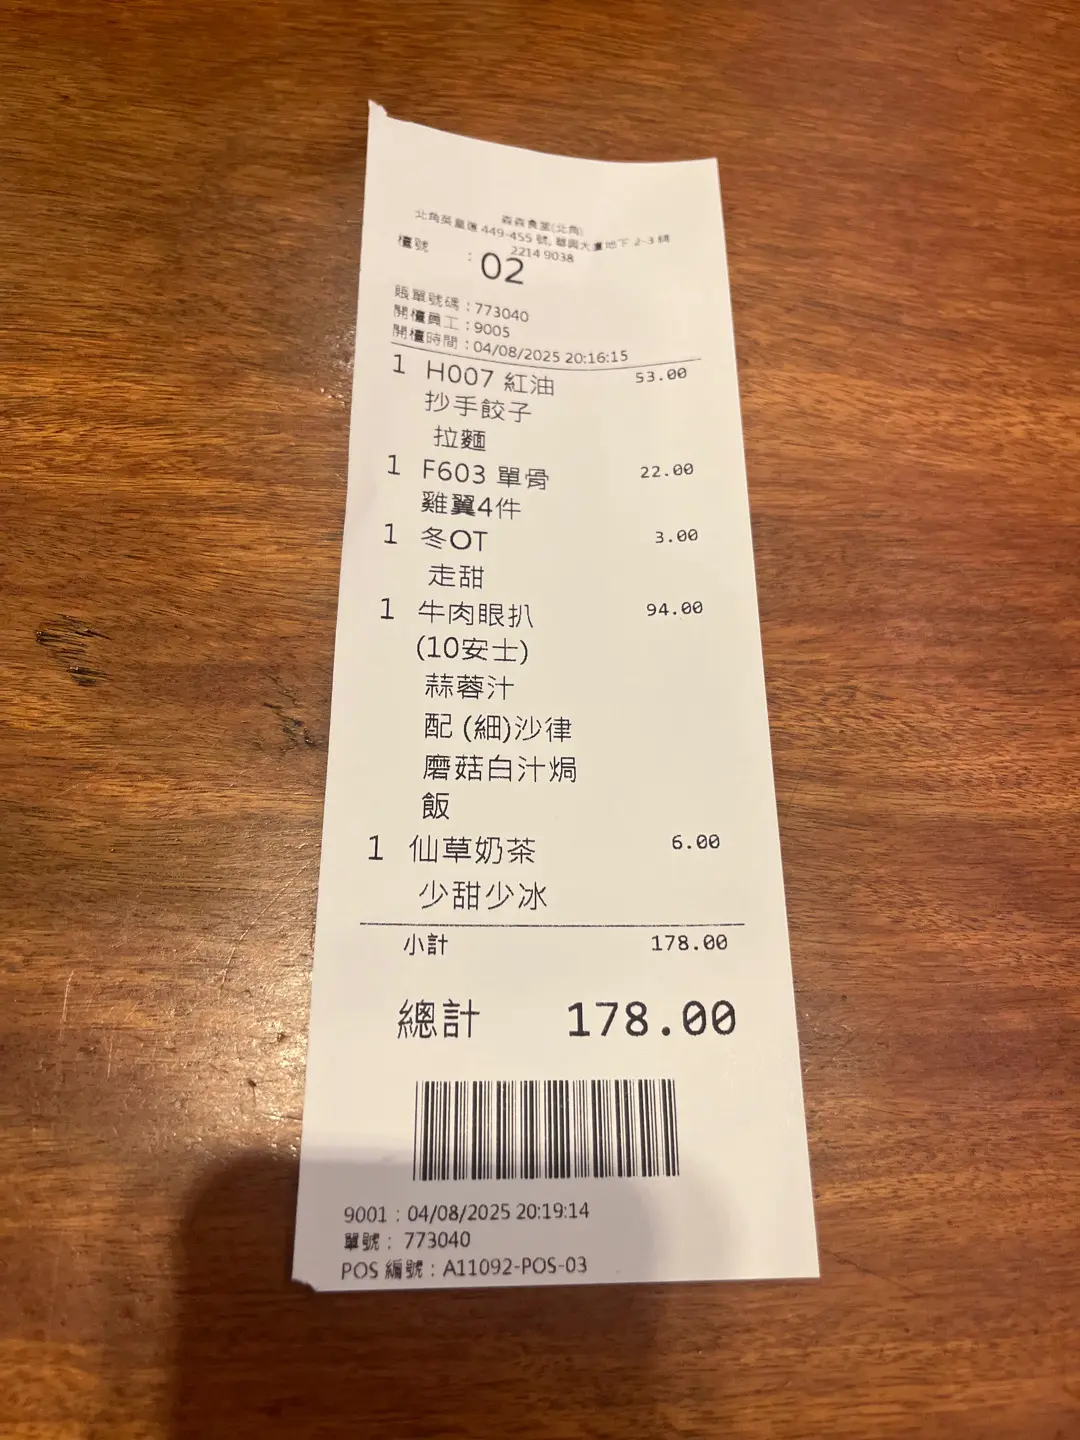 森森食堂(北角)
北角英皇道 449-455 號, 華興大廈地下 2-3 號
2214 9038
檯號 : 02
賬單號碼 : 773040
開檯員工 : 9005
開檯時間 : 04/08/2025 20:16:15
1 H007 紅油 53.00
抄手餃子
拉麵
1 F603 單骨 22.00
雞翼4件
1 冬OT 3.00
走甜
1 牛肉眼扒 94.00
(10安士)
蒜蓉汁
配 (細)沙律
磨菇白汁焗
飯
1 仙草奶茶 6.00
少甜少冰
小計 178.00
總計 178.00
9001 : 04/08/2025 20:19:14
單號 : 773040
POS 編號 : A11092-POS-03